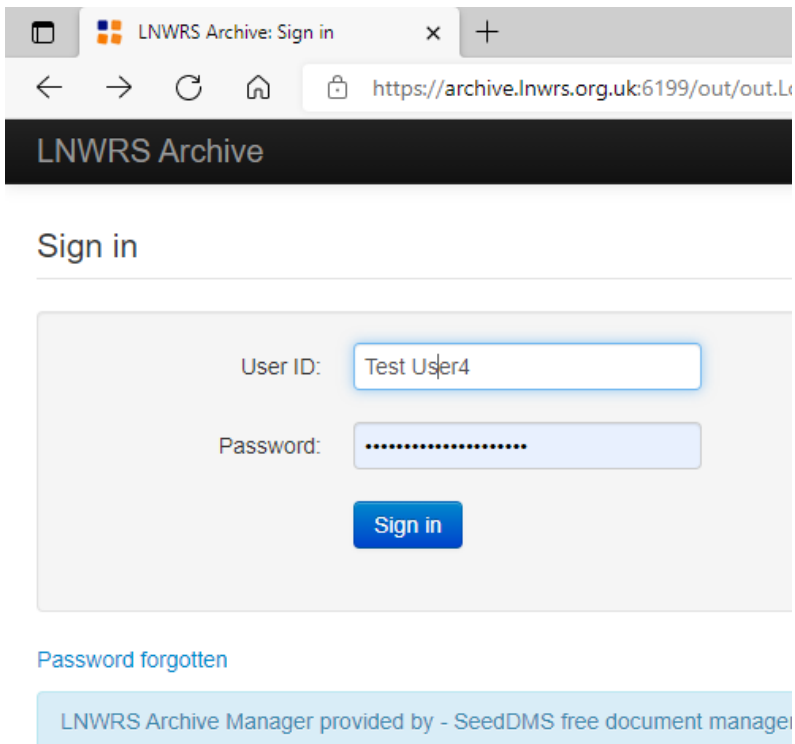 LNWRS Archive: Sign in
https://archive.lnwrs.org.uk:6199/out/out.Lo
LNWRS Archive
Sign in
User ID: Test User4
Password: •••••••••••••••••••••
Sign in
Password forgotten
LNWRS Archive Manager provided by - SeedDMS free document manager